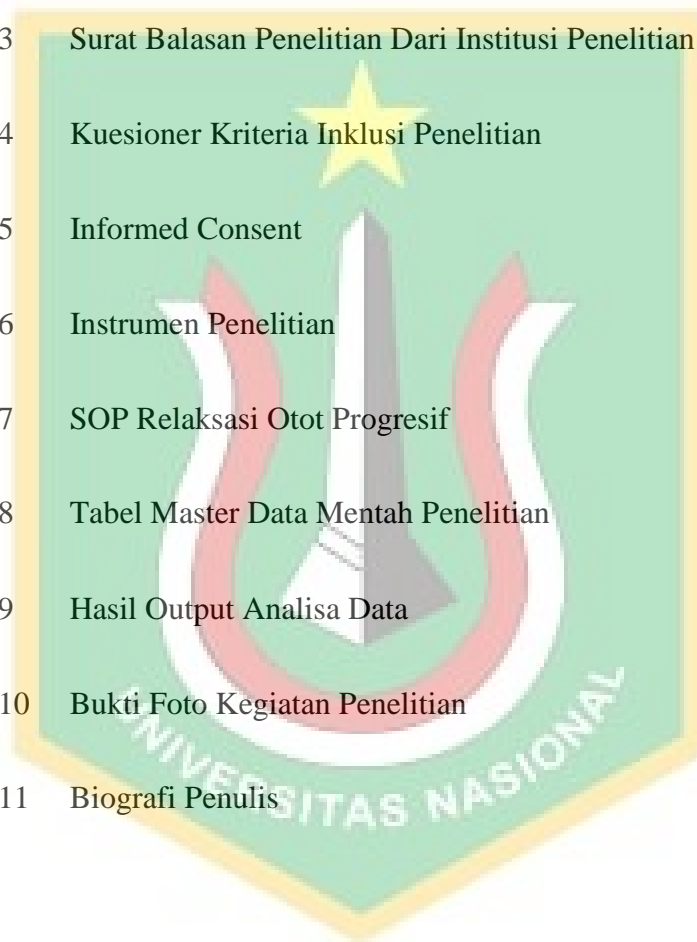 3 Surat Balasan Penelitian Dari Institusi Penelitian
4 Kuesioner Kriteria Inklusi Penelitian
5 Informed Consent
6 Instrumen Penelitian
7 SOP Relaksasi Otot Progresif
8 Tabel Master Data Mentah Penelitian
9 Hasil Output Analisa Data
10 Bukti Foto Kegiatan Penelitian
11 Biografi Penulis
UNIVERSITAS NASIONAL